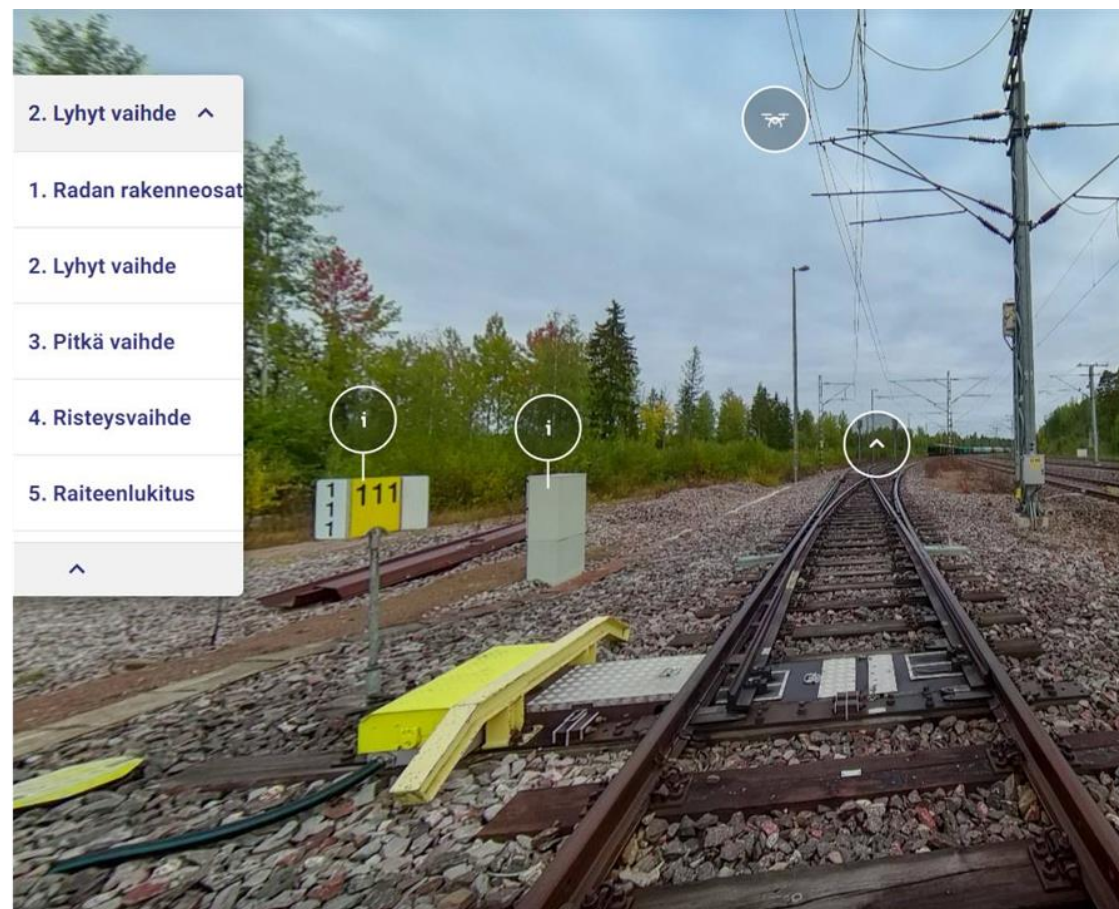 2. Lyhyt vaihde
1. Radan rakenneosat
2. Lyhyt vaihde
3. Pitkä vaihde
4. Risteysvaihde
5. Raiteenlukitus
i
i
1
1
1
111